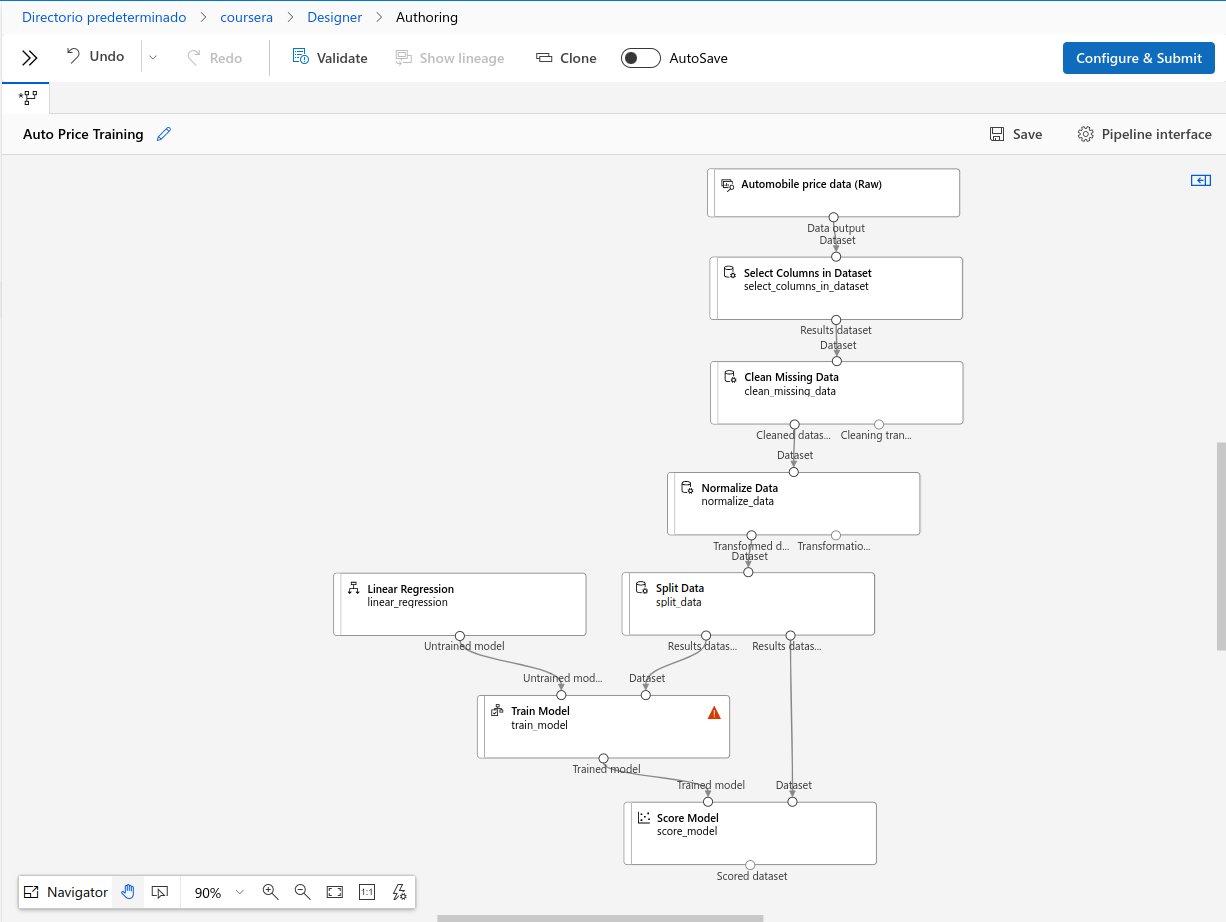 Directorio predeterminado > coursera > Designer > Authoring
Undo Redo Validate Show lineage Clone AutoSave Configure & Submit
*
Auto Price Training Save Pipeline interface
Automobile price data (Raw)
Data output
Dataset
Select Columns in Dataset
select_columns_in_dataset
Results dataset
Dataset
Clean Missing Data
clean_missing_data
Cleaned datas... Cleaning tran...
Dataset
Normalize Data
normalize_data
Transformed d... Transformatio...
Dataset
Linear Regression
linear_regression
Untrained model
Split Data
split_data
Results datas... Results datas...
Untrained mod... Dataset
Train Model
train_model
Trained model
Trained model Dataset
Score Model
score_model
Scored dataset
Navigator 90% 1:1